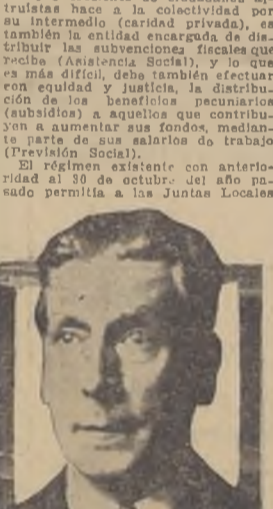 truistas hace a la colectividad por
su intermedio (caridad privada), es
también la entidad encargada de dis-
tribuir las subvenciones fiscales que
recibe (Asistencia Social), y lo que
es más difícil, debe también efectuar
con equidad y justicia, la distribu-
ción de los beneficios pecuniarios
(subsidios) a aquellos que contribu-
yen a aumentar sus fondos, median-
te parte de sus salarios de trabajo
(Previsión Social).
El régimen existente con anterio-
ridad al 30 de octubre del año pa-
sado permitía a las Juntas Locales